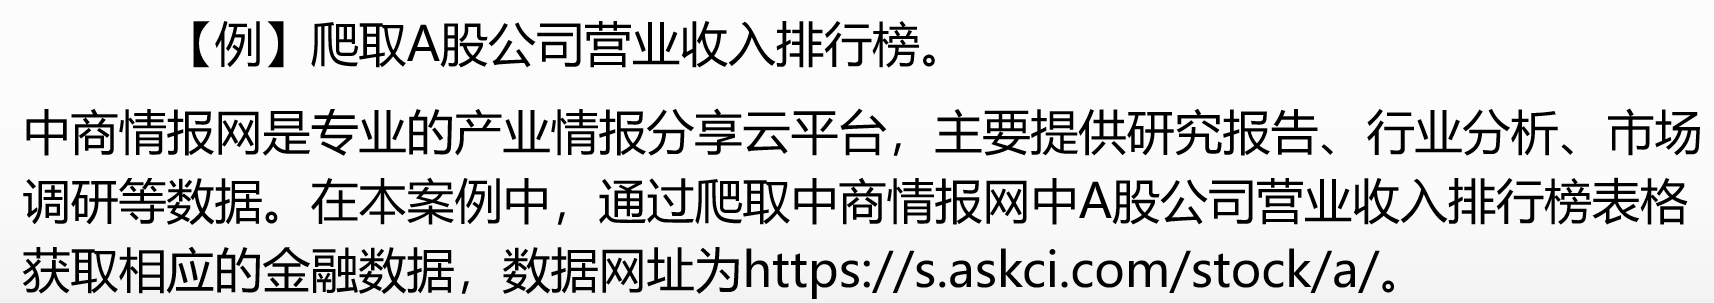 【例】爬取A股公司营业收入排行榜。
中商情报网是专业的产业情报分享云平台，主要提供研究报告、行业分析、市场
调研等数据。在本案例中，通过爬取中商情报网中A股公司营业收入排行榜表格
获取相应的金融数据，数据网址为https://s.askci.com/stock/a/。